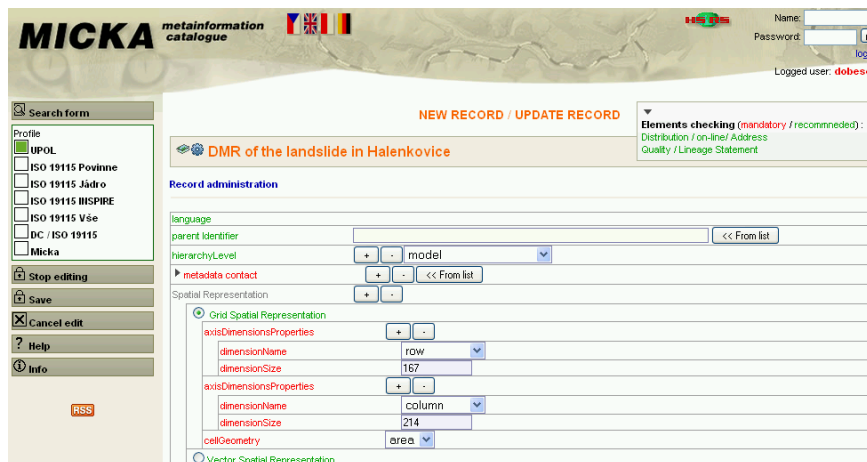 MICKA metainformation catalogue
HS RS
Name:
Password:
Logged user:
Search form
Profile
UPOL
ISO 19115 Povinne
ISO 19115 Jádro
ISO 19115 INSPIRE
ISO 19115 Vše
DC / ISO 19115
Micka
Stop editing
Save
Cancel edit
? Help
Info
RSS
NEW RECORD / UPDATE RECORD
Elements checking (mandatory / recommneded) :
Distribution / on-line/ Address
Quality / Lineage Statement
DMR of the landslide in Halenkovice
Record administration
language
parent Identifier << From list
hierarchyLevel + - model
metadata contact + - << From list
Spatial Representation + -
Grid Spatial Representation
axisDimensionsProperties + -
dimensionName row
dimensionSize 167
axisDimensionsProperties + -
dimensionName column
dimensionSize 214
cellGeometry area
Vector Spatial Representation